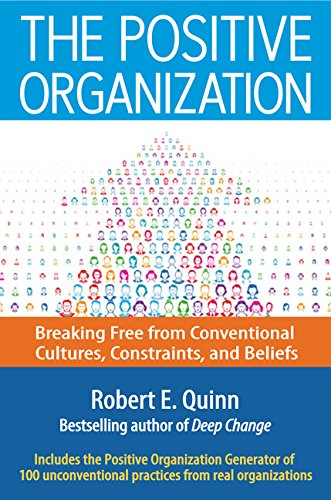 THE POSITIVE
ORGANIZATION
Breaking Free from Conventional
Cultures, Constraints, and Beliefs
Robert E. Quinn
Bestselling author of Deep Change
Includes the Positive Organization Generator of
100 unconventional practices from real organizations